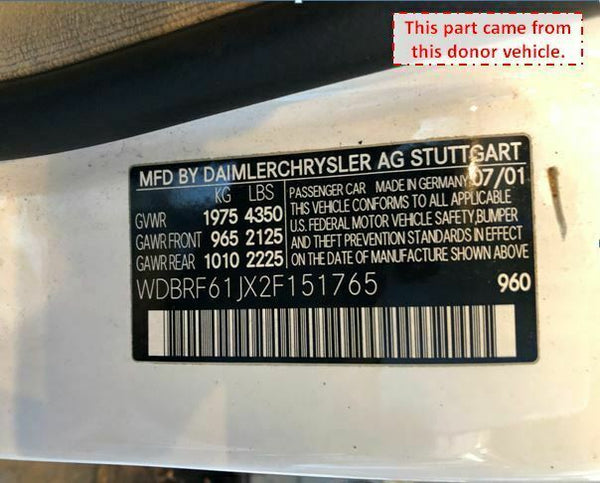 This part came from
this donor vehicle.
MFD BY DAIMLERCHRYSLER AG STUTTGART
KG LBS PASSENGER CAR MADE IN GERMANY 07/01
GVWR 1975 4350 THIS VEHICLE CONFORMS TO ALL APPLICABLE
U.S. FEDERAL MOTOR VEHICLE SAFETY, BUMPER
GAWR FRONT 965 2125 AND THEFT PREVENTION STANDARDS IN EFFECT
GAWR REAR 1010 2225 ON THE DATE OF MANUFACTURE SHOWN ABOVE
WDBRF61JX2F151765 960